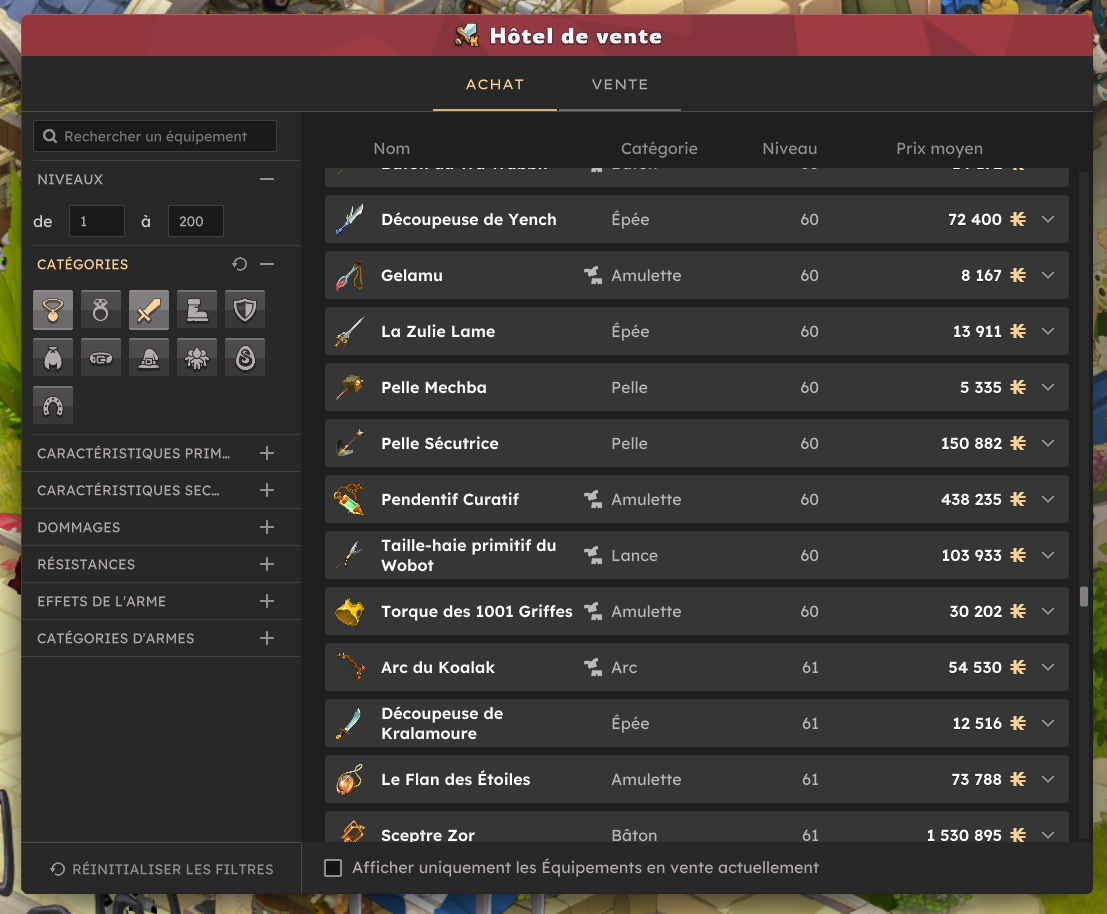 Hôtel de vente
ACHAT VENTE
Rechercher un équipement
NIVEAUX
de 1 à 200
CATÉGORIES
CARACTÉRISTIQUES PRIM...
CARACTÉRISTIQUES SEC...
DOMMAGES
RÉSISTANCES
EFFETS DE L'ARME
CATÉGORIES D'ARMES
RÉINITIALISER LES FILTRES
Nom Catégorie Niveau Prix moyen
Découpeuse de Yench Épée 60 72 400
Gelamu Amulette 60 8 167
La Zulie Lame Épée 60 13 911
Pelle Mechba Pelle 60 5 335
Pelle Sécutrice Pelle 60 150 882
Pendentif Curatif Amulette 60 438 235
Taille-haie primitif du
Wobot Lance 60 103 933
Torque des 1001 Griffes Amulette 60 30 202
Arc du Koalak Arc 61 54 530
Découpeuse de
Kralamoure Épée 61 12 516
Le Flan des Étoiles Amulette 61 73 788
Sceptre Zor Bâton 61 1 530 895
Afficher uniquement les Équipements en vente actuellement